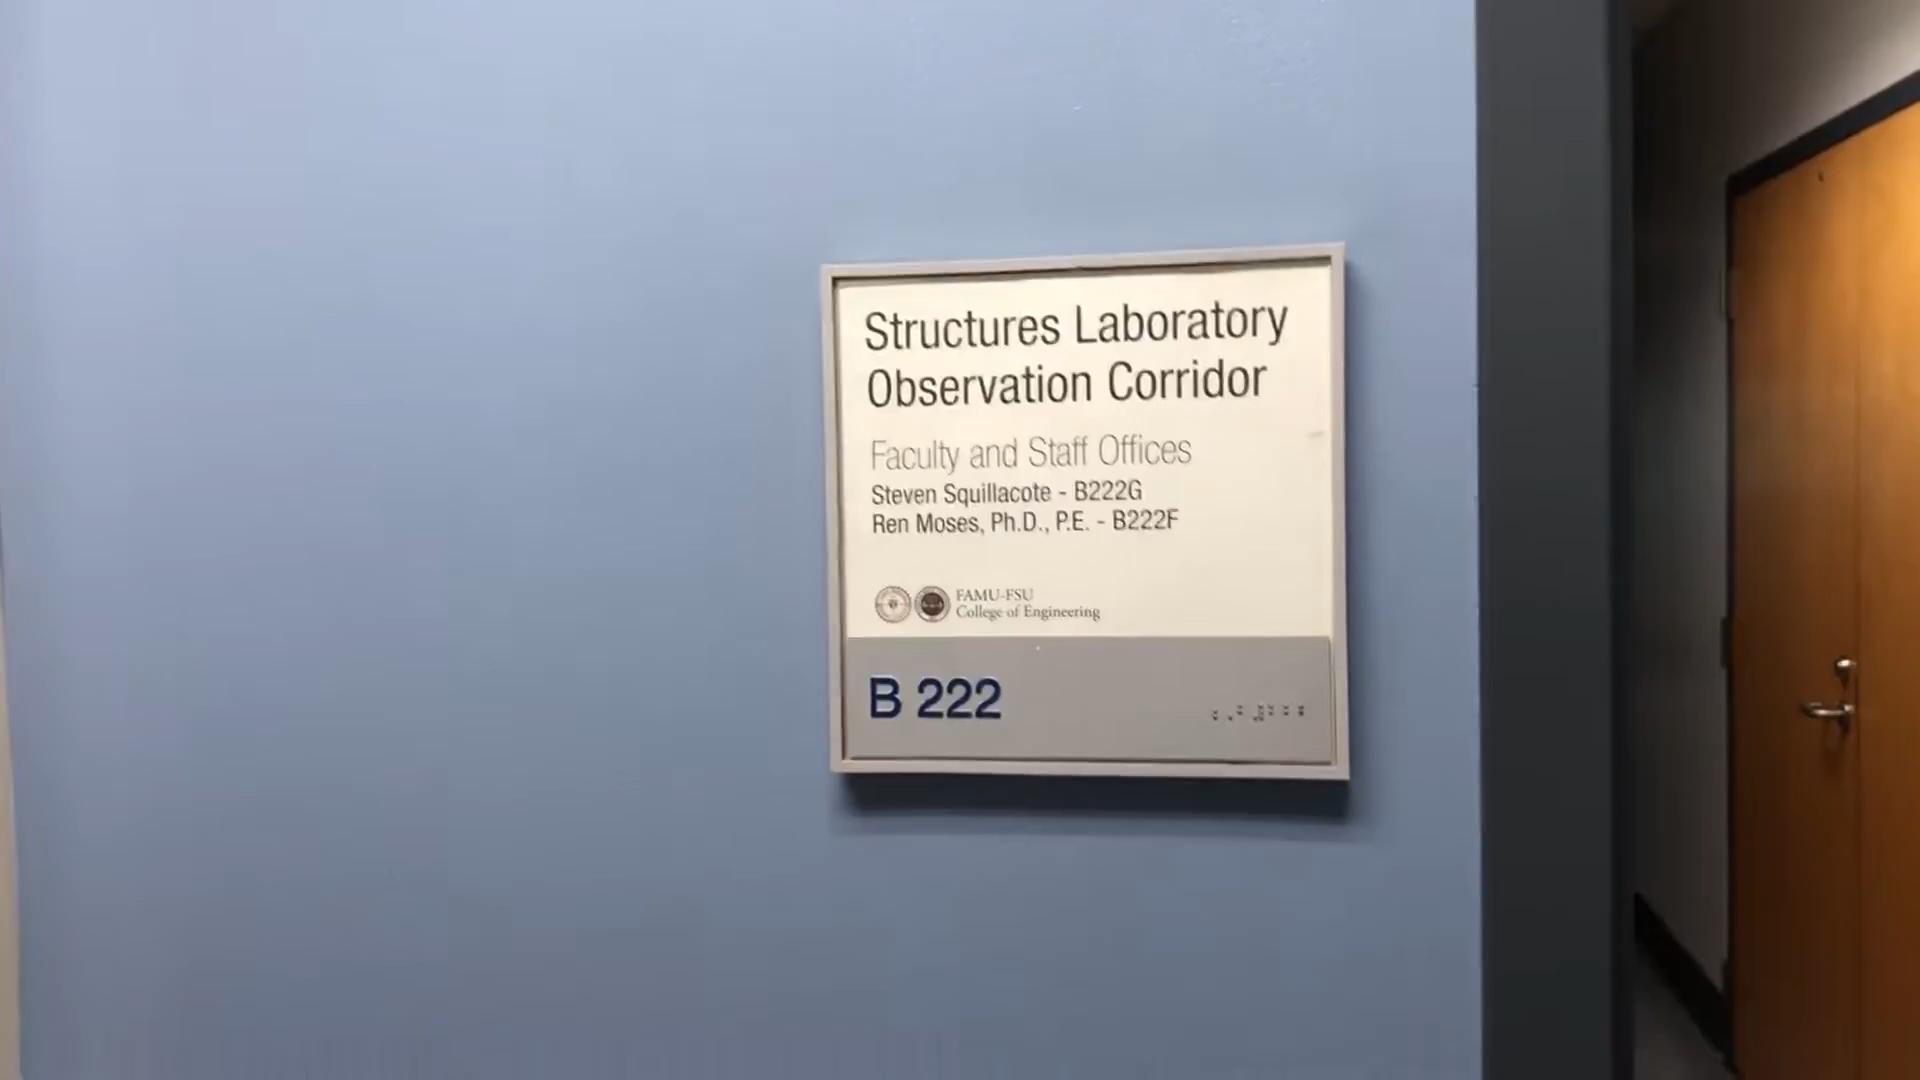 Structures Laboratory
Observation Corridor
Faculty and Staff Offices
Steven Squillacote - B222G
Ren Moses, Ph.D., P.E. - B222F
FAMU-FSU
College of Engineering
B 222